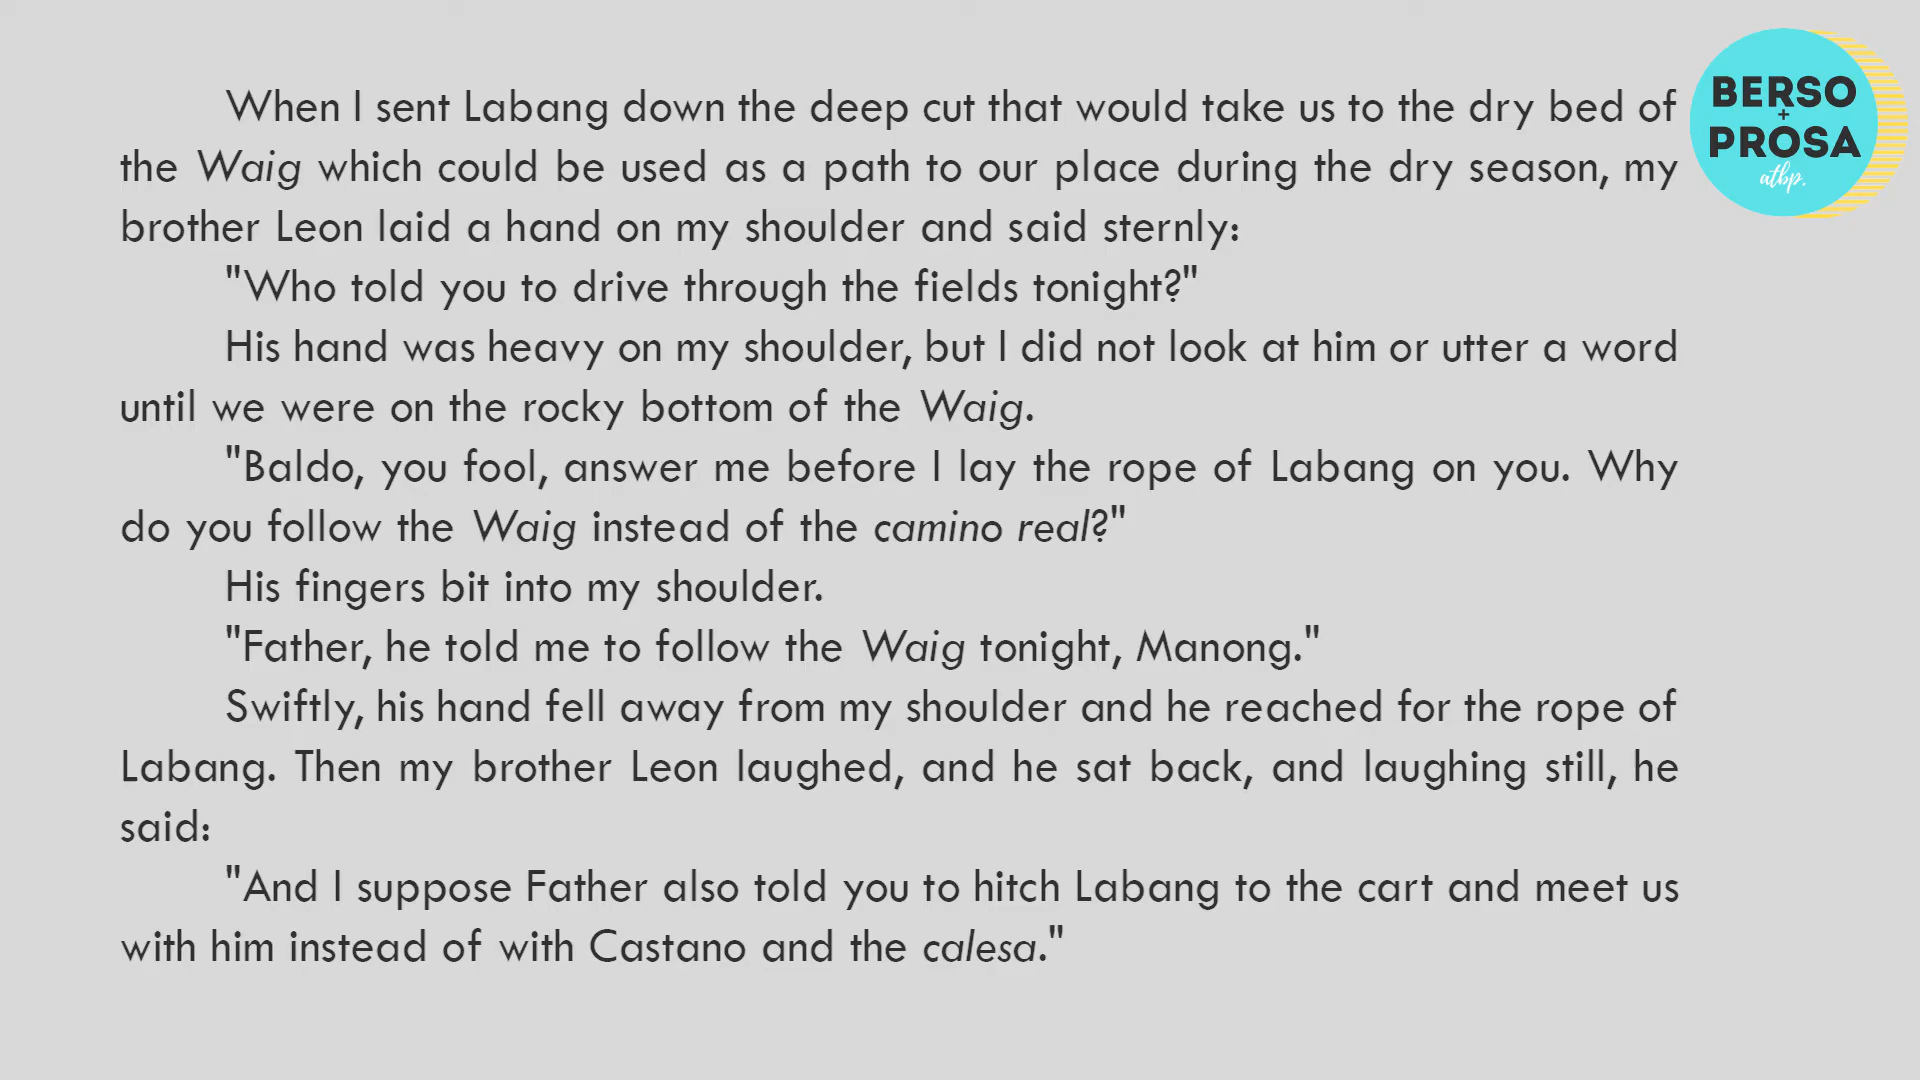 When I sent Labang down the deep cut that would take us to the dry bed of
the Waig which could be used as a path to our place during the dry season, my
brother Leon laid a hand on my shoulder and said sternly:
"Who told you to drive through the fields tonight?"
His hand was heavy on my shoulder, but I did not look at him or utter a word
until we were on the rocky bottom of the Waig.
"Baldo, you fool, answer me before I lay the rope of Labang on you. Why
do you follow the Waig instead of the camino real?"
His fingers bit into my shoulder.
"Father, he told me to follow the Waig tonight, Manong."
Swiftly, his hand fell away from my shoulder and he reached for the rope of
Labang. Then my brother Leon laughed, and he sat back, and laughing still, he
said:
"And I suppose Father also told you to hitch Labang to the cart and meet us
with him instead of with Castano and the calesa."
BERSO
+
PROSA
atbp.